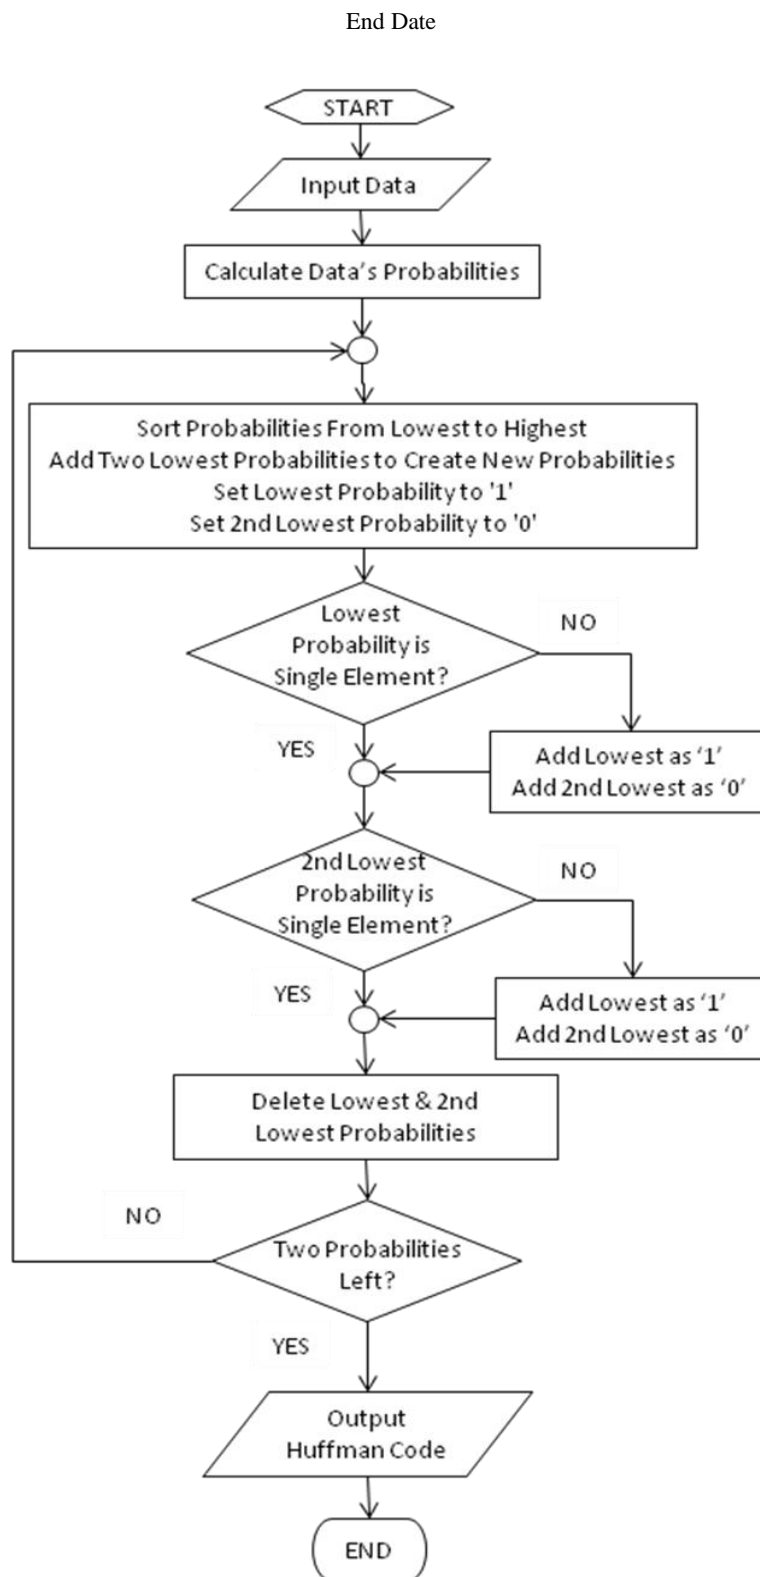 End Date
START
Input Data
Calculate Data’s Probabilities
Sort Probabilities From Lowest to Highest
Add Two Lowest Probabilities to Create New Probabilities
Set Lowest Probability to '1'
Set 2nd Lowest Probability to '0'
Lowest
Probability is
Single Element?
NO
YES
Add Lowest as ‘1’
Add 2nd Lowest as ‘0’
2nd Lowest
Probability is
Single Element?
NO
YES
Add Lowest as ‘1’
Add 2nd Lowest as ‘0’
Delete Lowest & 2nd
Lowest Probabilities
NO
Two Probabilities
Left?
YES
Output
Huffman Code
END